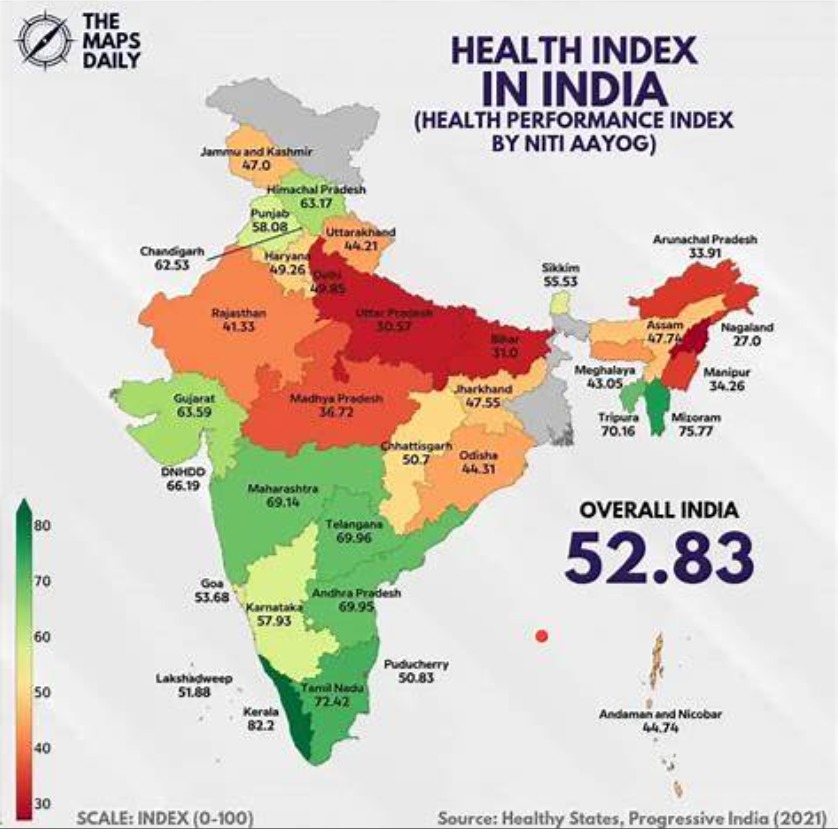 THE
MAPS
DAILY
HEALTH INDEX
IN INDIA
(HEALTH PERFORMANCE INDEX
BY NITI AAYOG)
Jammu and Kashmir
47.0
Himachal Pradesh
63.17
Punjab
58.08
Uttarakhand
44.21
Chandigarh
62.53
Haryana
49.26
Delhi
49.85
Arunachal Pradesh
33.91
Sikkim
55.53
Rajasthan
41.33
Uttar Pradesh
30.57
Bihar
31.0
Assam
47.74
Nagaland
27.0
Meghalaya
43.05
Manipur
34.26
Gujarat
63.59
Madhya Pradesh
36.72
Jharkhand
47.55
Tripura
70.16
Mizoram
75.77
Chhattisgarh
50.7
Odisha
44.31
DNHDD
66.19
Maharashtra
69.14
Telangana
69.96
OVERALL INDIA
52.83
Goa
53.68
Karnataka
57.93
Andhra Pradesh
69.95
Lakshadweep
51.88
Puducherry
50.83
Tamil Nadu
72.42
Kerala
82.2
Andaman and Nicobar
44.74
80
70
60
50
40
30
SCALE: INDEX (0-100)
Source: Healthy States, Progressive India (2021)